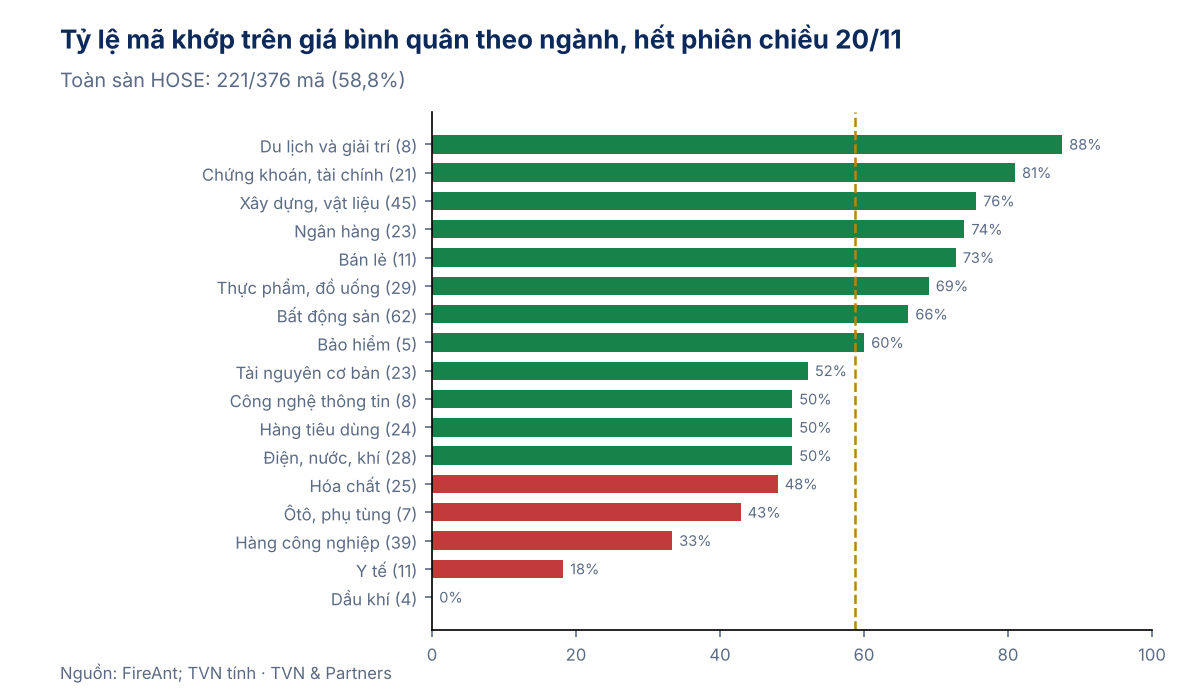 Tỷ lệ mã khớp trên giá bình quân theo ngành, hết phiên chiều 20/11
Toàn sàn HOSE: 221/376 mã (58,8%)
Du lịch và giải trí (8) 88%
Chứng khoán, tài chính (21) 81%
Xây dựng, vật liệu (45) 76%
Ngân hàng (23) 74%
Bán lẻ (11) 73%
Thực phẩm, đồ uống (29) 69%
Bất động sản (62) 66%
Bảo hiểm (5) 60%
Tài nguyên cơ bản (23) 52%
Công nghệ thông tin (8) 50%
Hàng tiêu dùng (24) 50%
Điện, nước, khí (28) 50%
Hóa chất (25) 48%
Ôtô, phụ tùng (7) 43%
Hàng công nghiệp (39) 33%
Y tế (11) 18%
Dầu khí (4) 0%
0 20 40 60 80 100
Nguồn: FireAnt; TVN tính · TVN & Partners